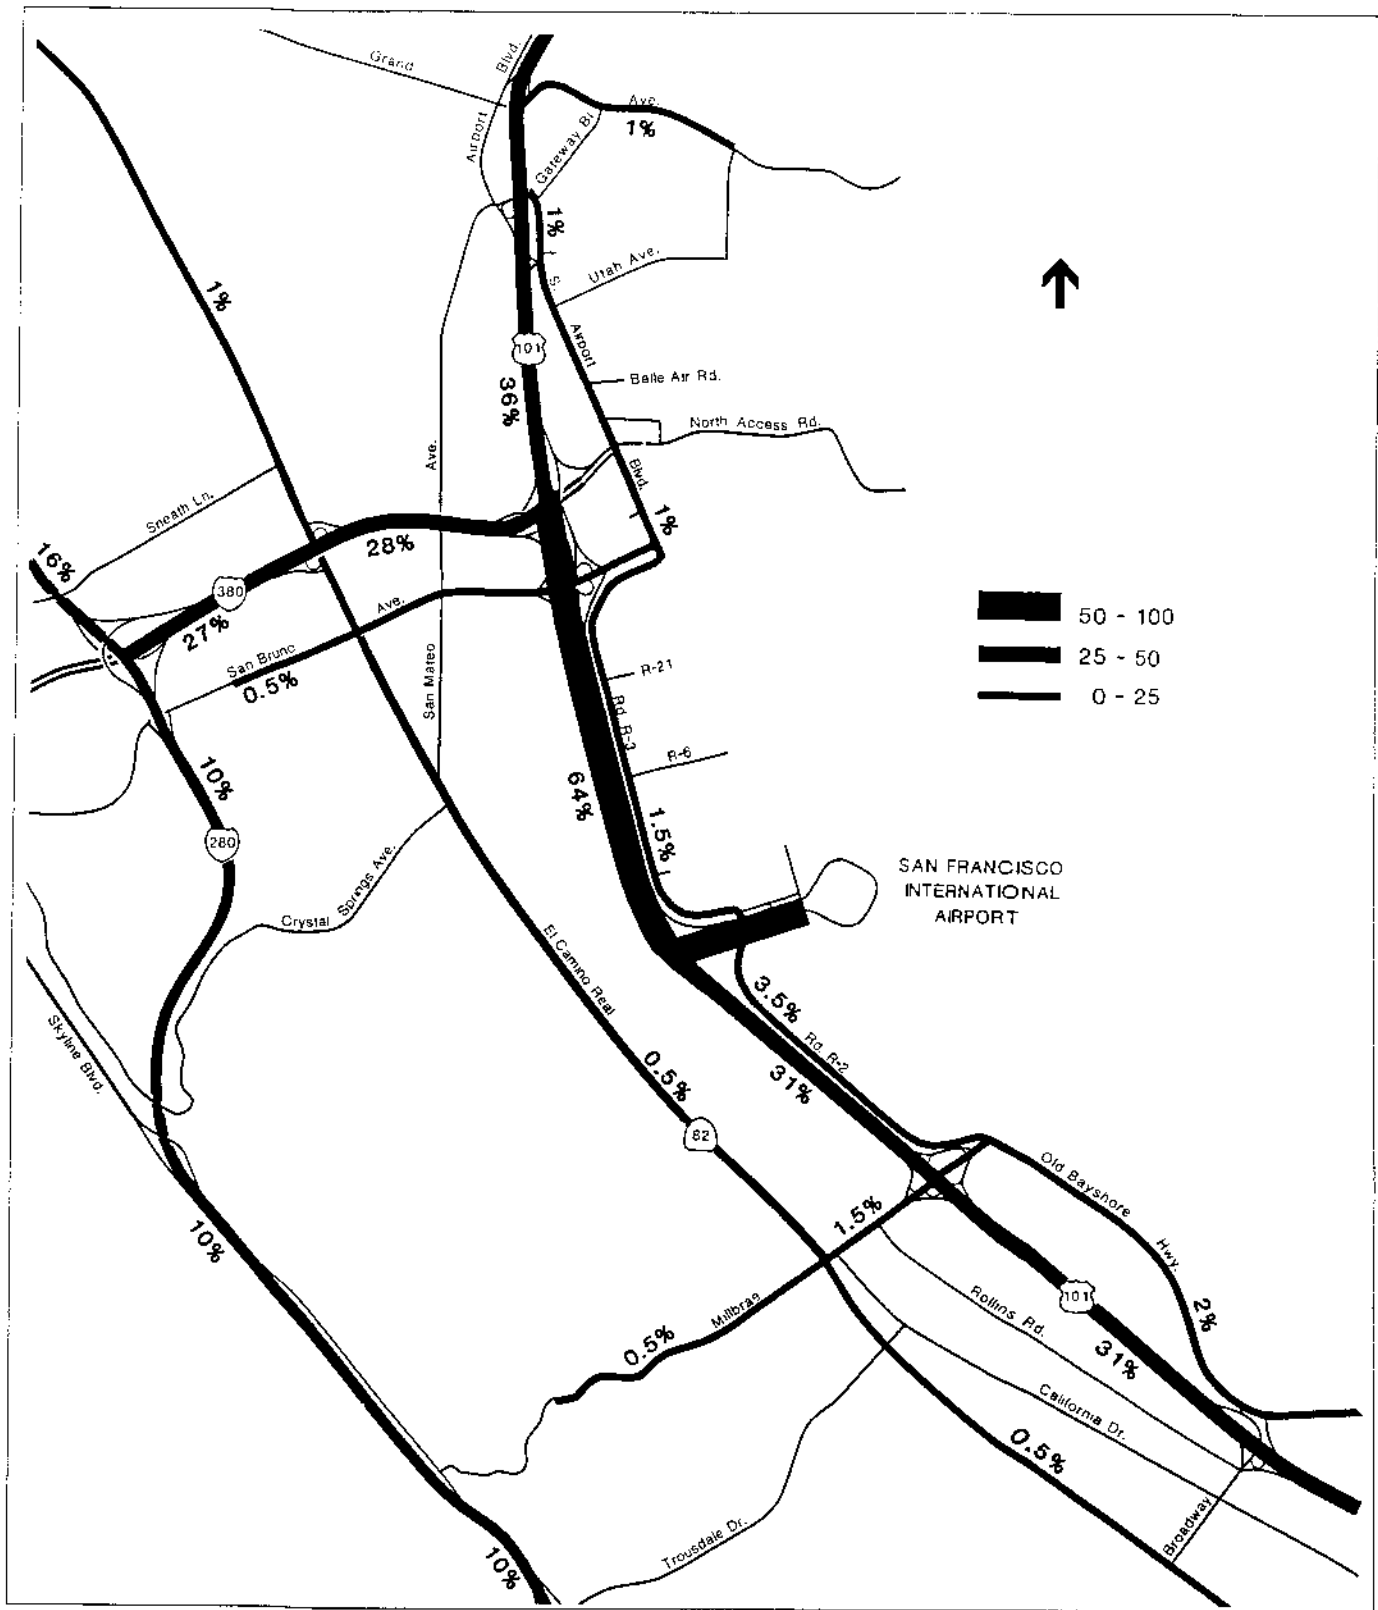 Grand
Blvd.
Airport
Ave.
1%
Gateway Bl
1%
S.
Utah Ave.
1%
101
Airport
36%
Belle Air Rd.
North Access Rd.
Ave.
Blvd.
Sneath Ln.
1%
16%
28%
380
27%
Ave.
San Bruno
0.5%
San Mateo
50 - 100
25 - 50
0 - 25
R-21
Rd. R-3
R-6
10%
64%
1.5%
280
SAN FRANCISCO
INTERNATIONAL
AIRPORT
Crystal Springs Ave.
El Camino Real
3.5%
Rd. R-2
Skyline Blvd.
0.5%
31%
82
Old Bayshore
Hwy.
1.5%
10%
101
Rollins Rd.
2%
Millbrae
0.5%
31%
California Dr.
0.5%
Broadway
Trousdale Dr.
10%